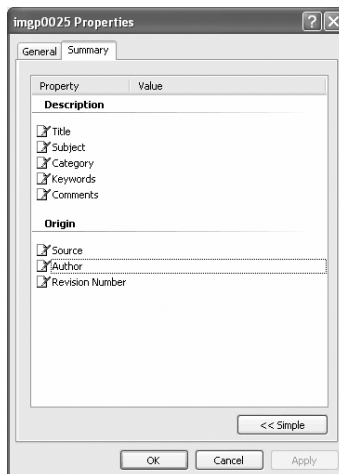 imgp0025 Properties
General Summary
Property Value
Description
Title
Subject
Category
Keywords
Comments
Origin
Source
Author
Revision Number
<< Simple
OK Cancel Apply